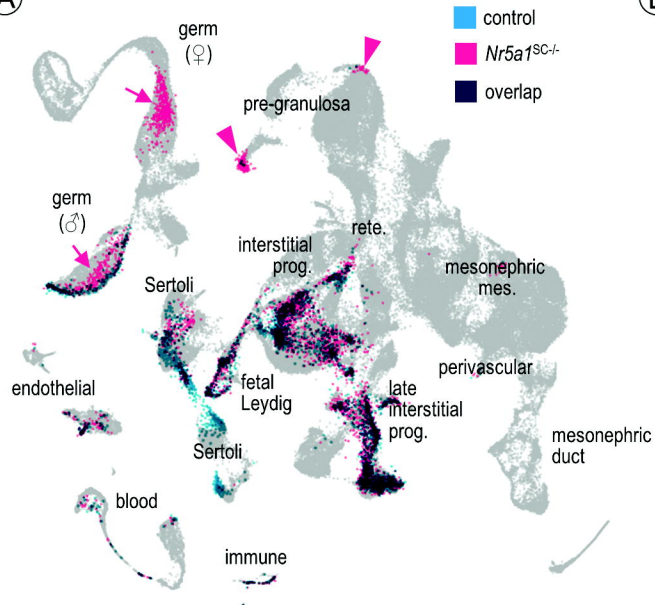 A
control
Nr5a1SC-/-
overlap
germ
(♀)
pre-granulosa
germ
(♂)
rete.
interstitial
prog.
mesonephric
mes.
Sertoli
perivascular
endothelial
fetal
Leydig
late
interstitial
prog.
Sertoli
mesonephric
duct
blood
immune